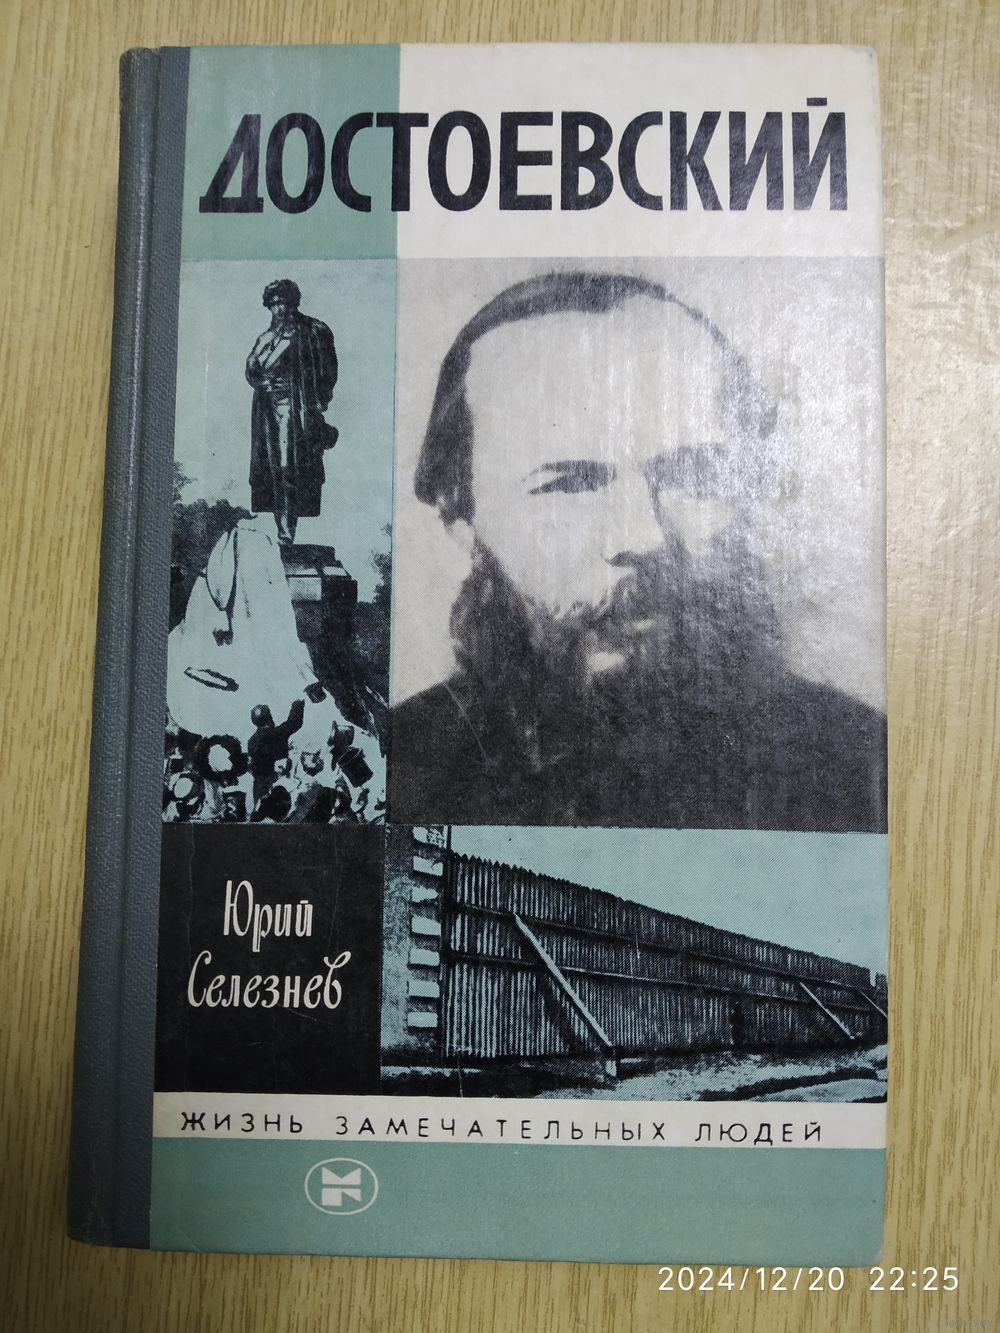 ДОСТОЕВСКИЙ
Юрий
Селезнев
ЖИЗНЬ ЗАМЕЧАТЕЛЬНЫХ ЛЮДЕЙ
2024/12/20 22:25